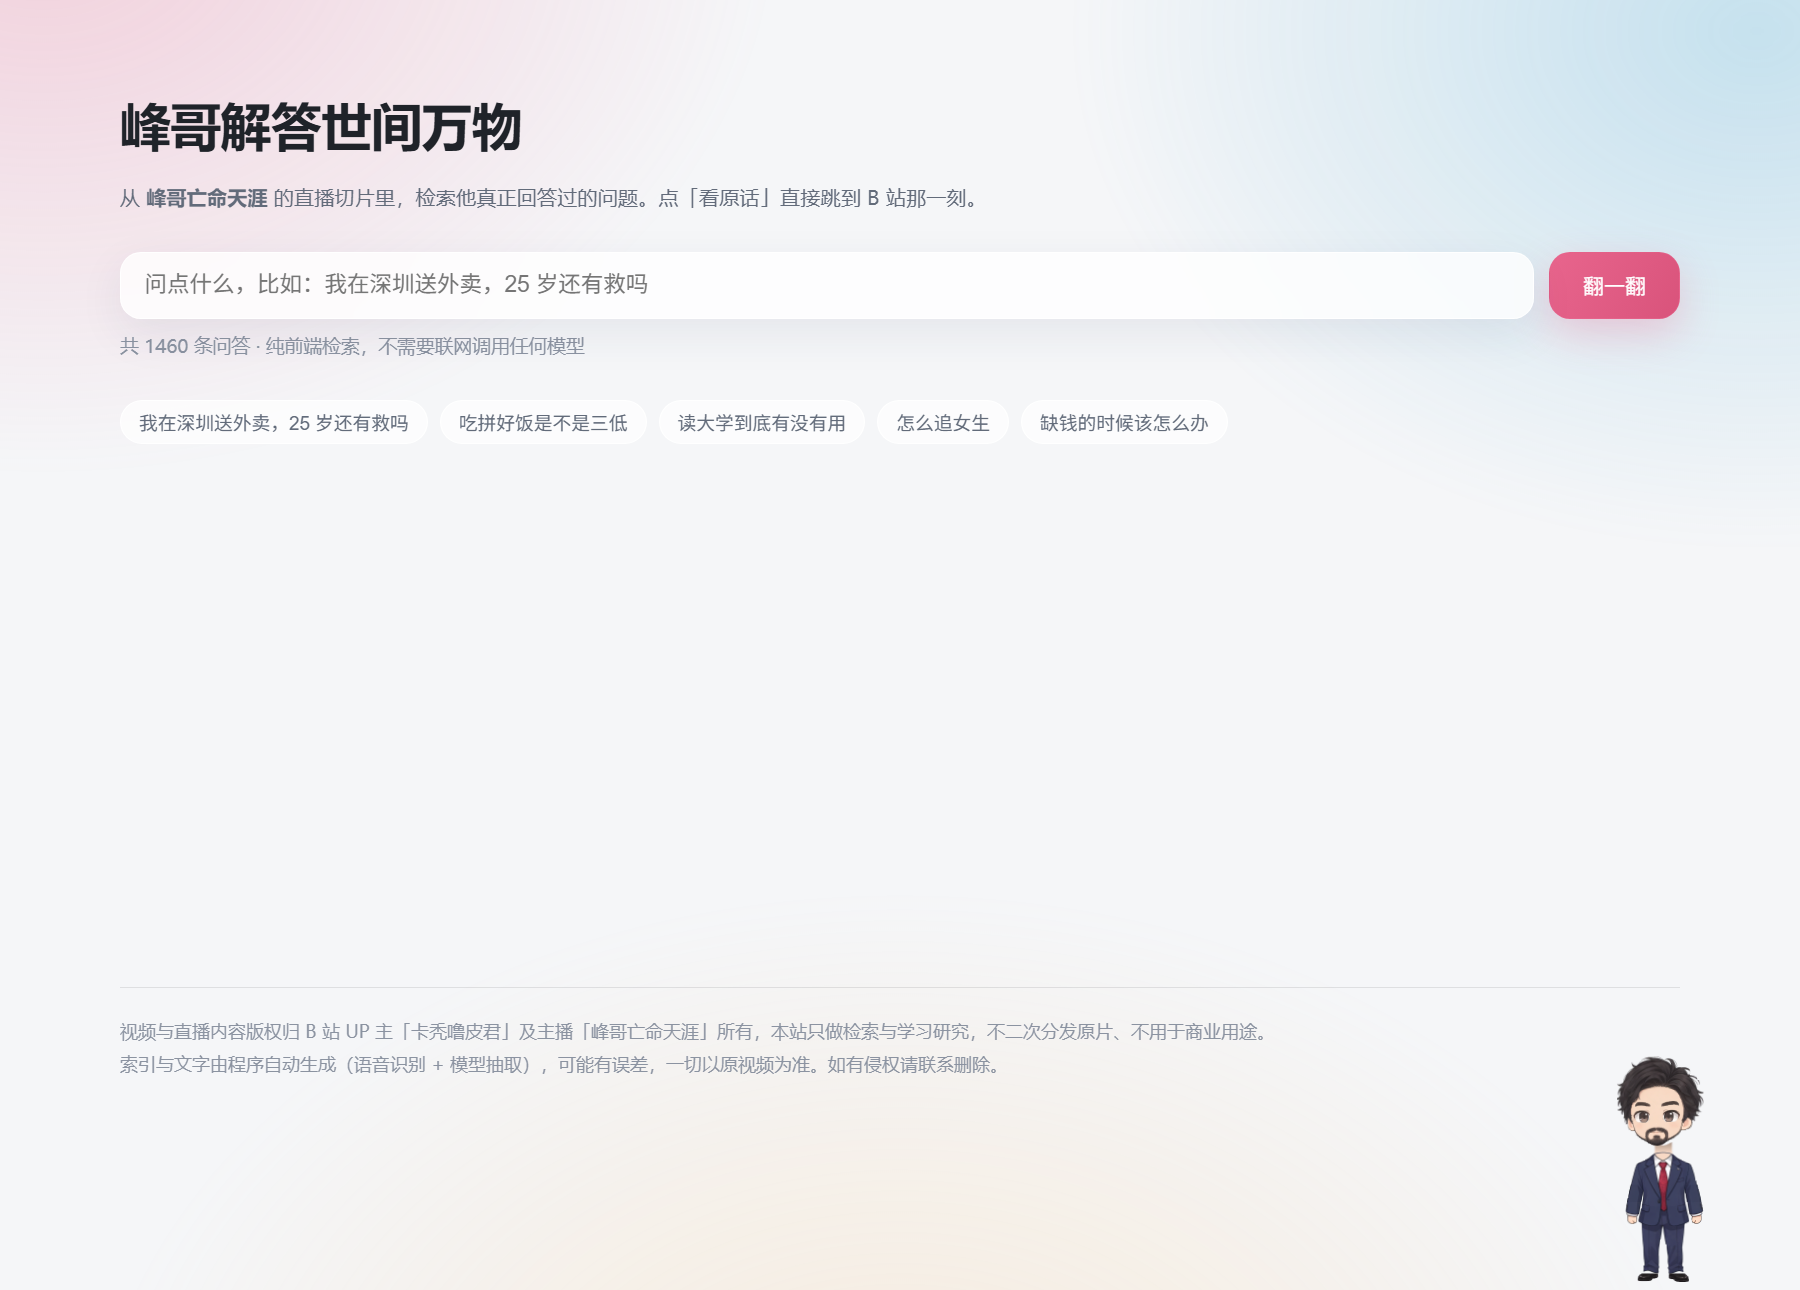 峰哥解答世间万物
从 峰哥亡命天涯 的直播切片里，检索他真正回答过的问题。点「看原话」直接跳到 B 站那一刻。
问点什么，比如：我在深圳送外卖，25 岁还有救吗
翻一翻
共 1460 条问答 · 纯前端检索，不需要联网调用任何模型
我在深圳送外卖，25 岁还有救吗
吃拼好饭是不是三低
读大学到底有没有用
怎么追女生
缺钱的时候该怎么办
视频与直播内容版权归 B 站 UP 主「卡秃噜皮君」及主播「峰哥亡命天涯」所有，本站只做检索与学习研究，不二次分发原片、不用于商业用途。
索引与文字由程序自动生成（语音识别 + 模型抽取），可能有误差，一切以原视频为准。如有侵权请联系删除。